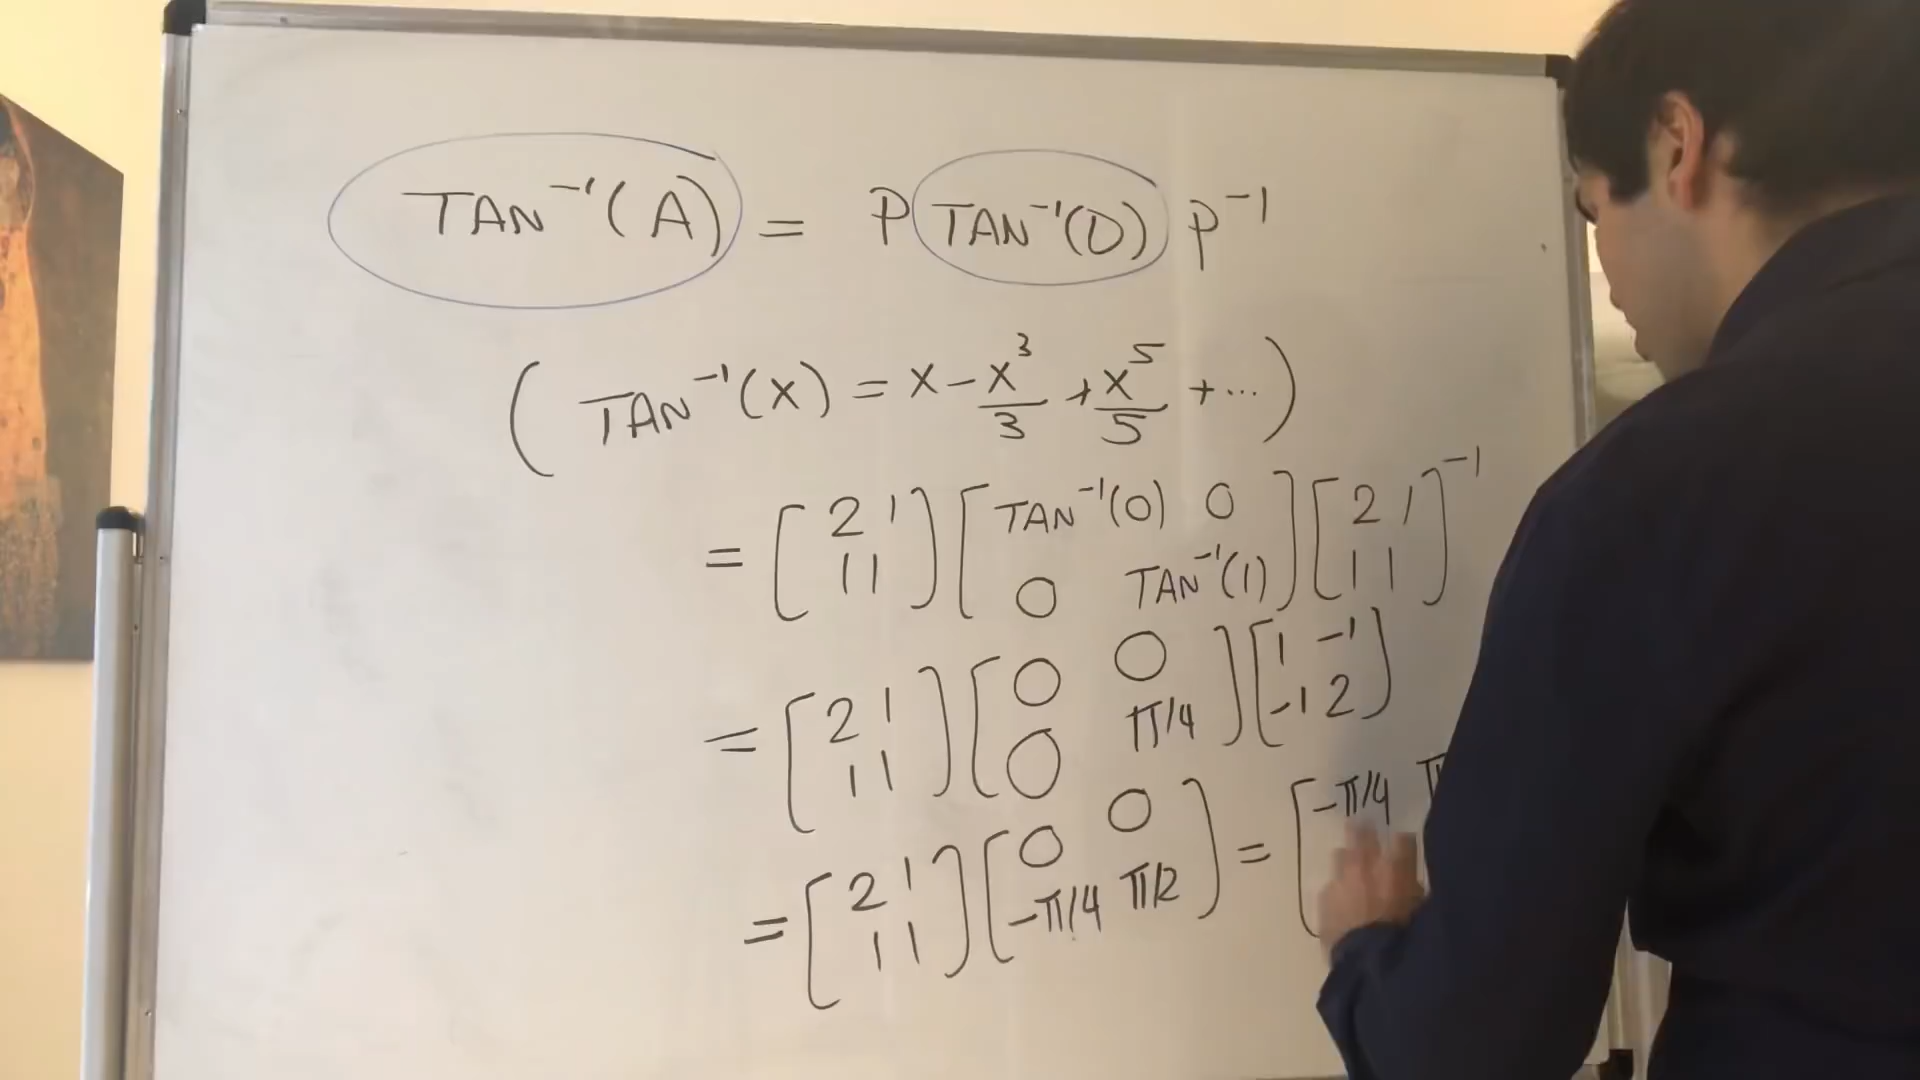 TAN⁻¹(A) = P TAN⁻¹(D) P⁻¹
( TAN⁻¹(X) = X - X³/3 + X⁵/5 + ... )
= [2 1; 1 1] [TAN⁻¹(0) 0; 0 TAN⁻¹(1)] [2 1; 1 1]⁻¹
= [2 1; 1 1] [0 0; 0 π/4] [1 -1; -1 2]
= [2 1; 1 1] [0 0; -π/4 π/2] = [-π/4